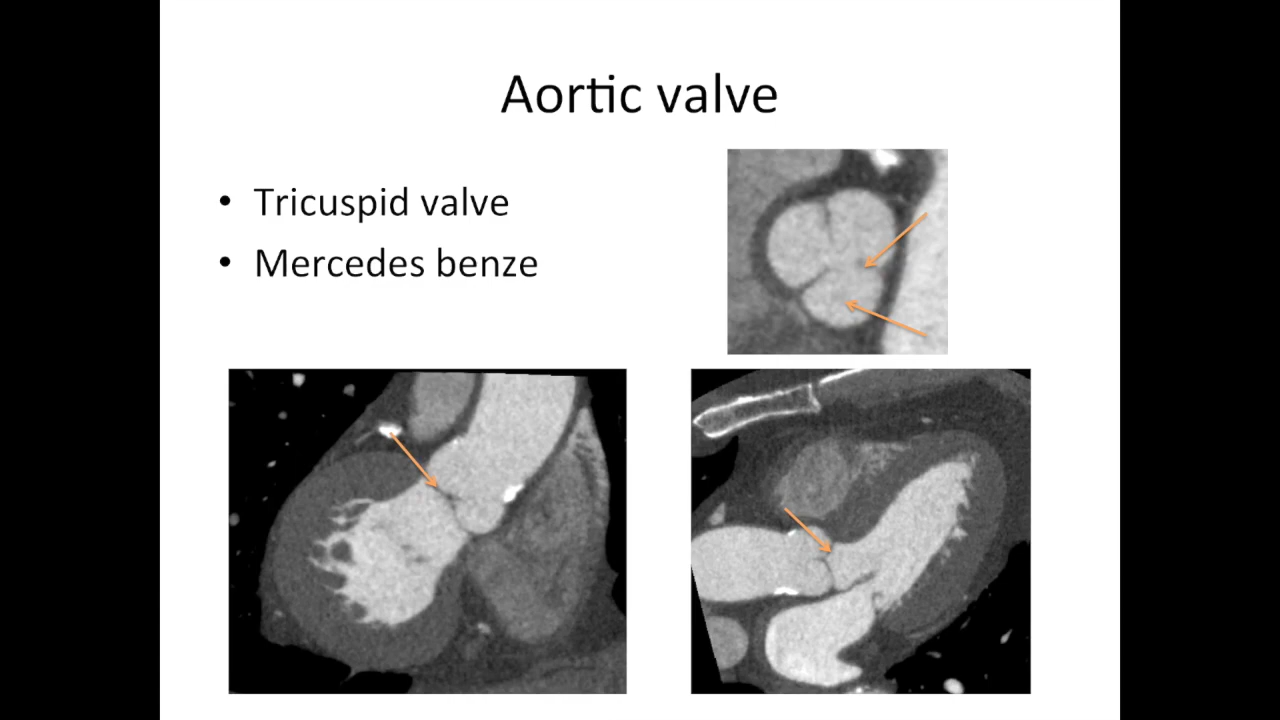 Aortic valve
• Tricuspid valve
• Mercedes benze